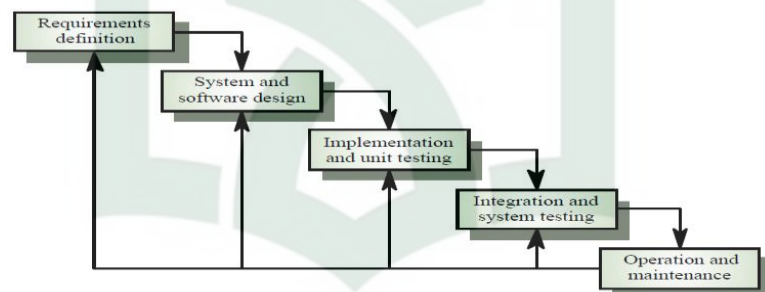 Requirements
definition
System and
software design
Implementation
and unit testing
Integration and
system testing
Operation and
maintenance